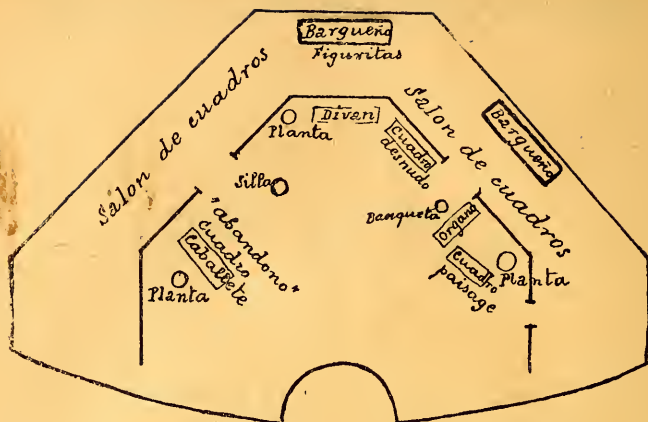 Bargueño
Figuritas
Salon de cuadros
Salon de cuadros
Bargueño
Divan
Planta
Cuadro
desnudo
Silla
Banqueta
Organo
"abandono"
cuadro
Caballete
Planta
Cuadro
paisage
Planta